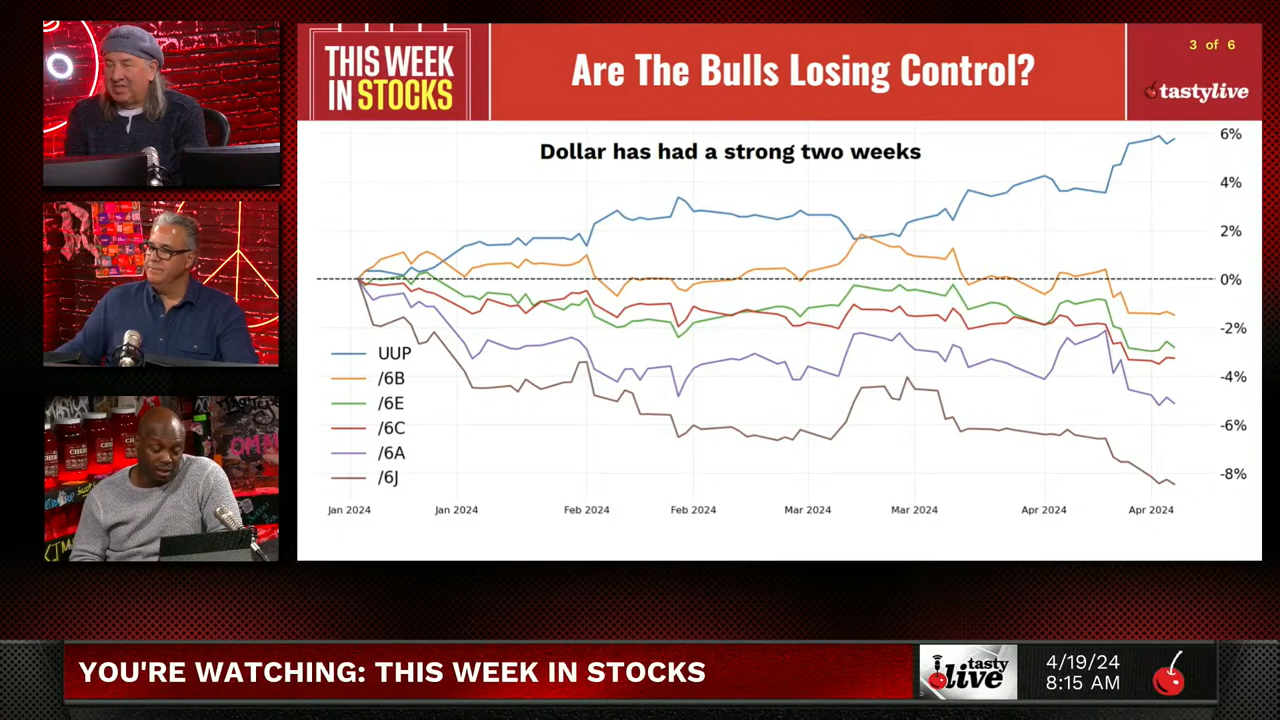 THIS WEEK
IN STOCKS
Are The Bulls Losing Control?
3 of 6
tastylive
Dollar has had a strong two weeks
6%
4%
2%
0%
-2%
-4%
-6%
-8%
UUP
/6B
/6E
/6C
/6A
/6J
Jan 2024
Jan 2024
Feb 2024
Feb 2024
Mar 2024
Mar 2024
Apr 2024
Apr 2024
YOU'RE WATCHING: THIS WEEK IN STOCKS
tasty
live
4/19/24
8:15 AM